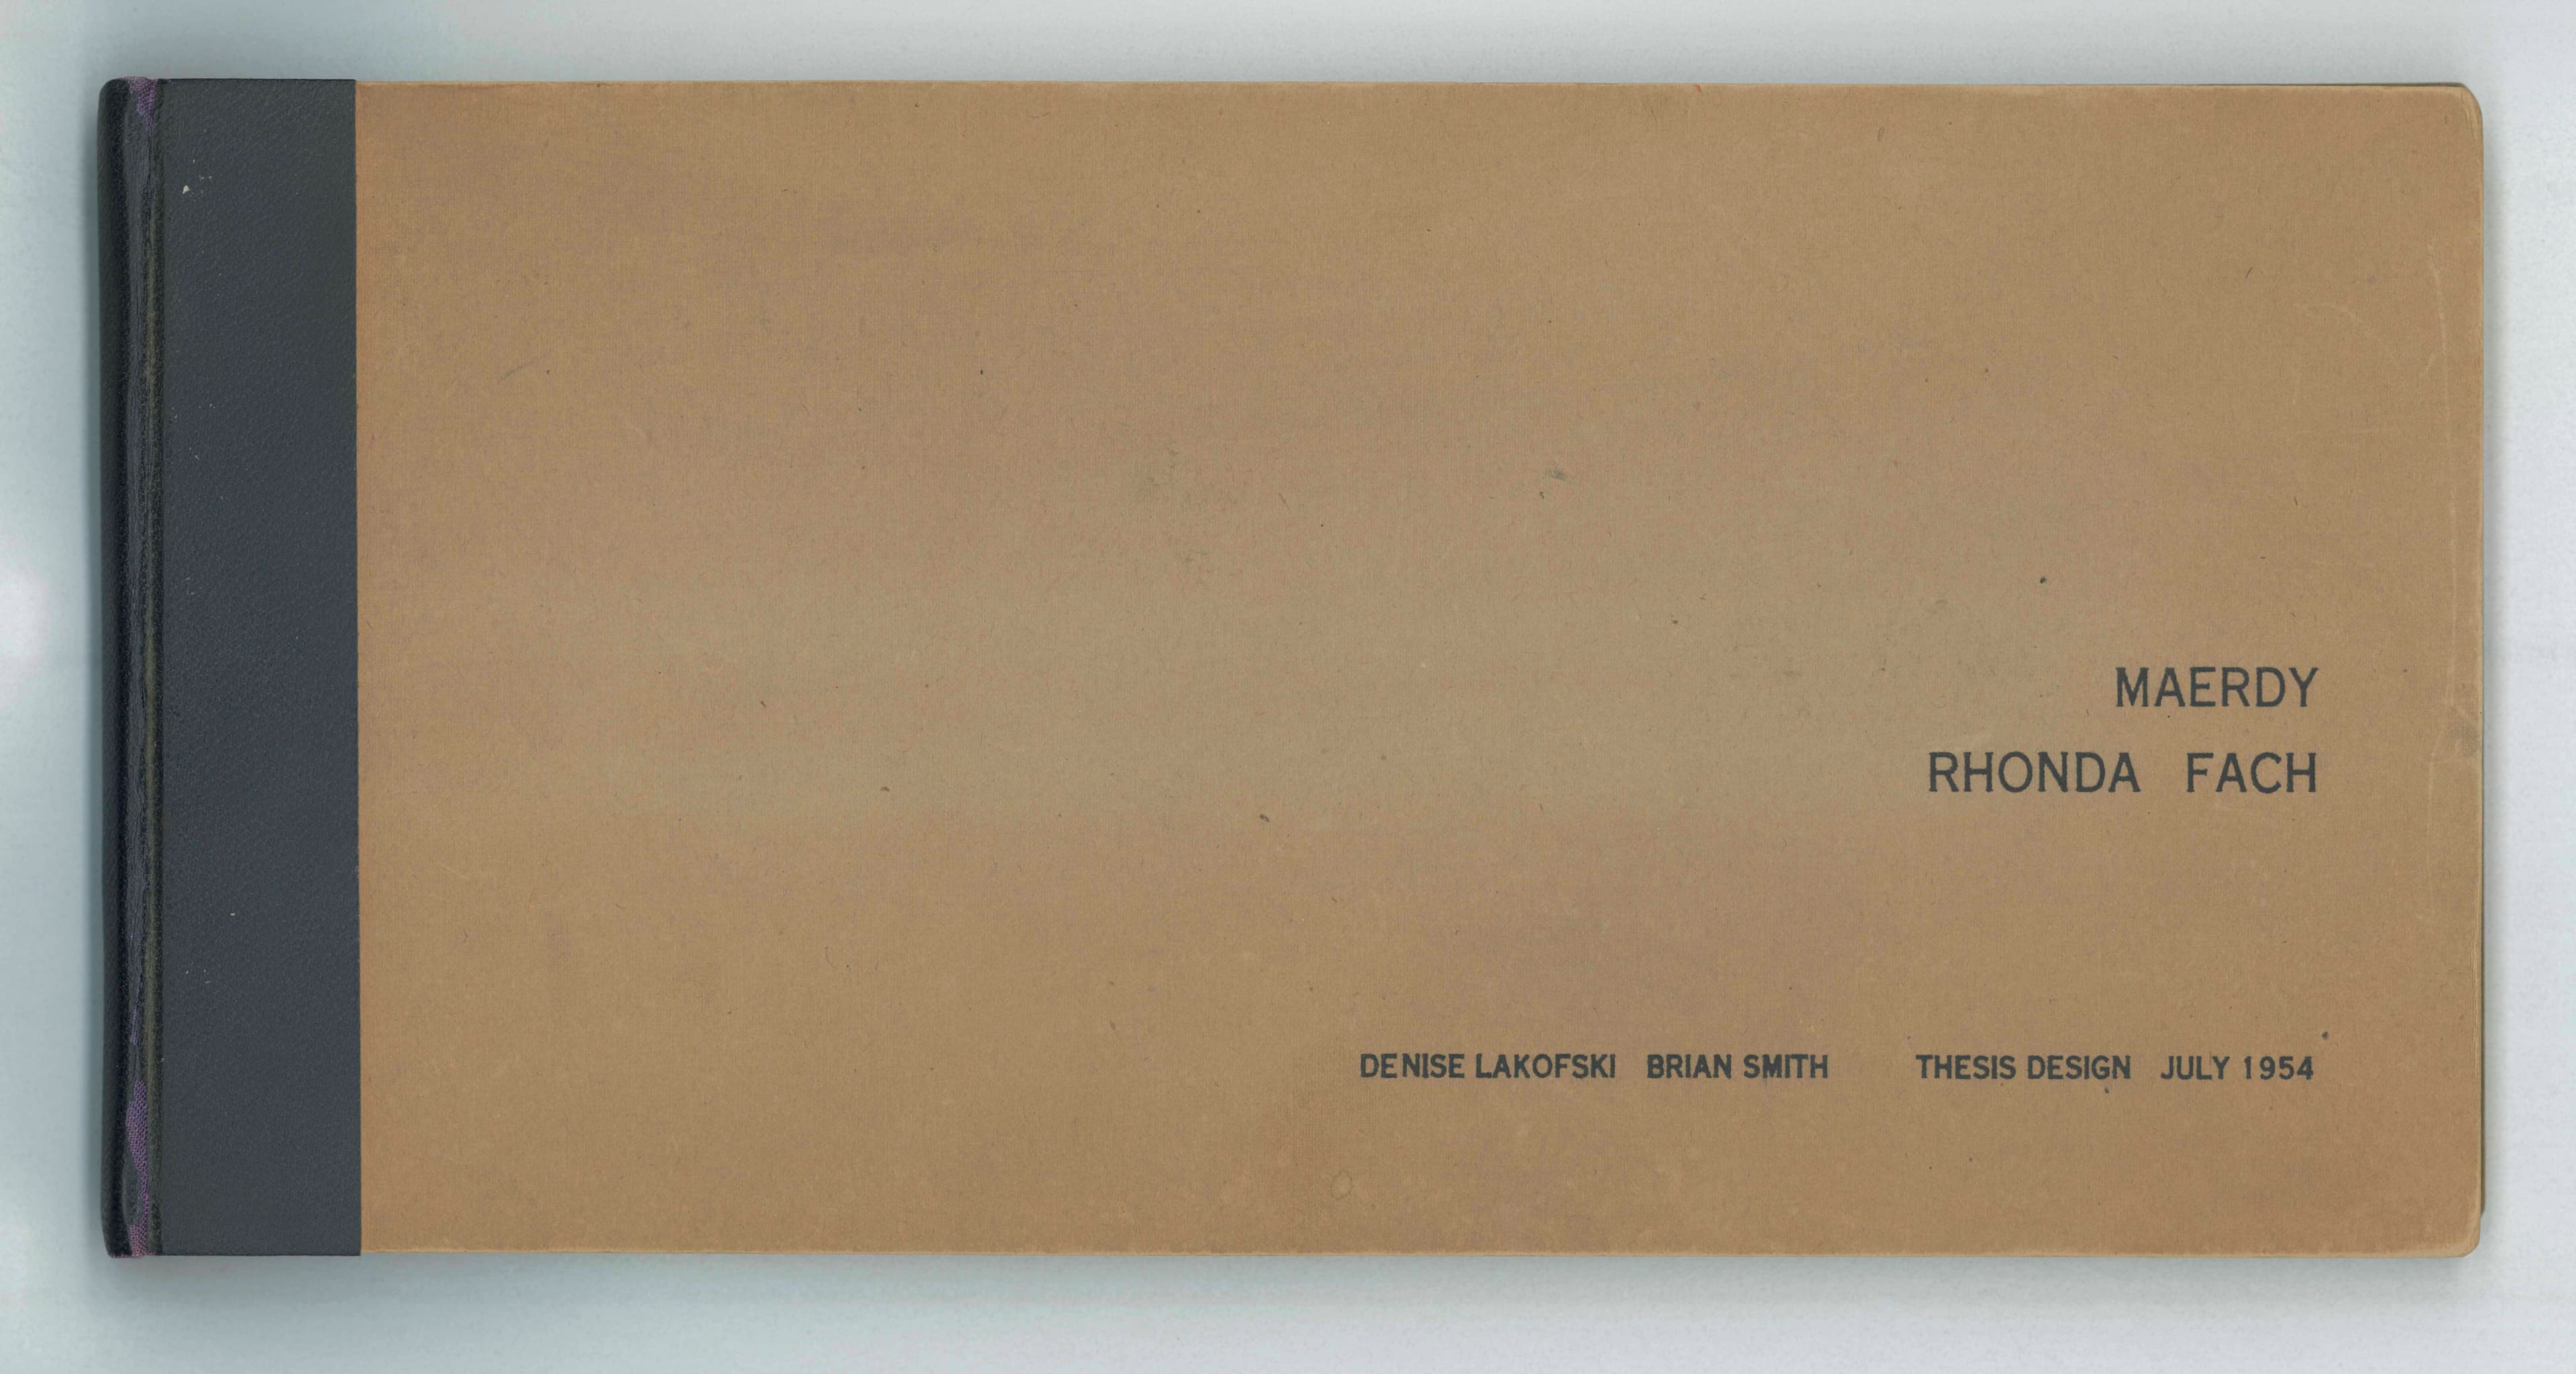 MAERDY
RHONDA FACH
DENISE LAKOFSKI BRIAN SMITH THESIS DESIGN JULY 1954